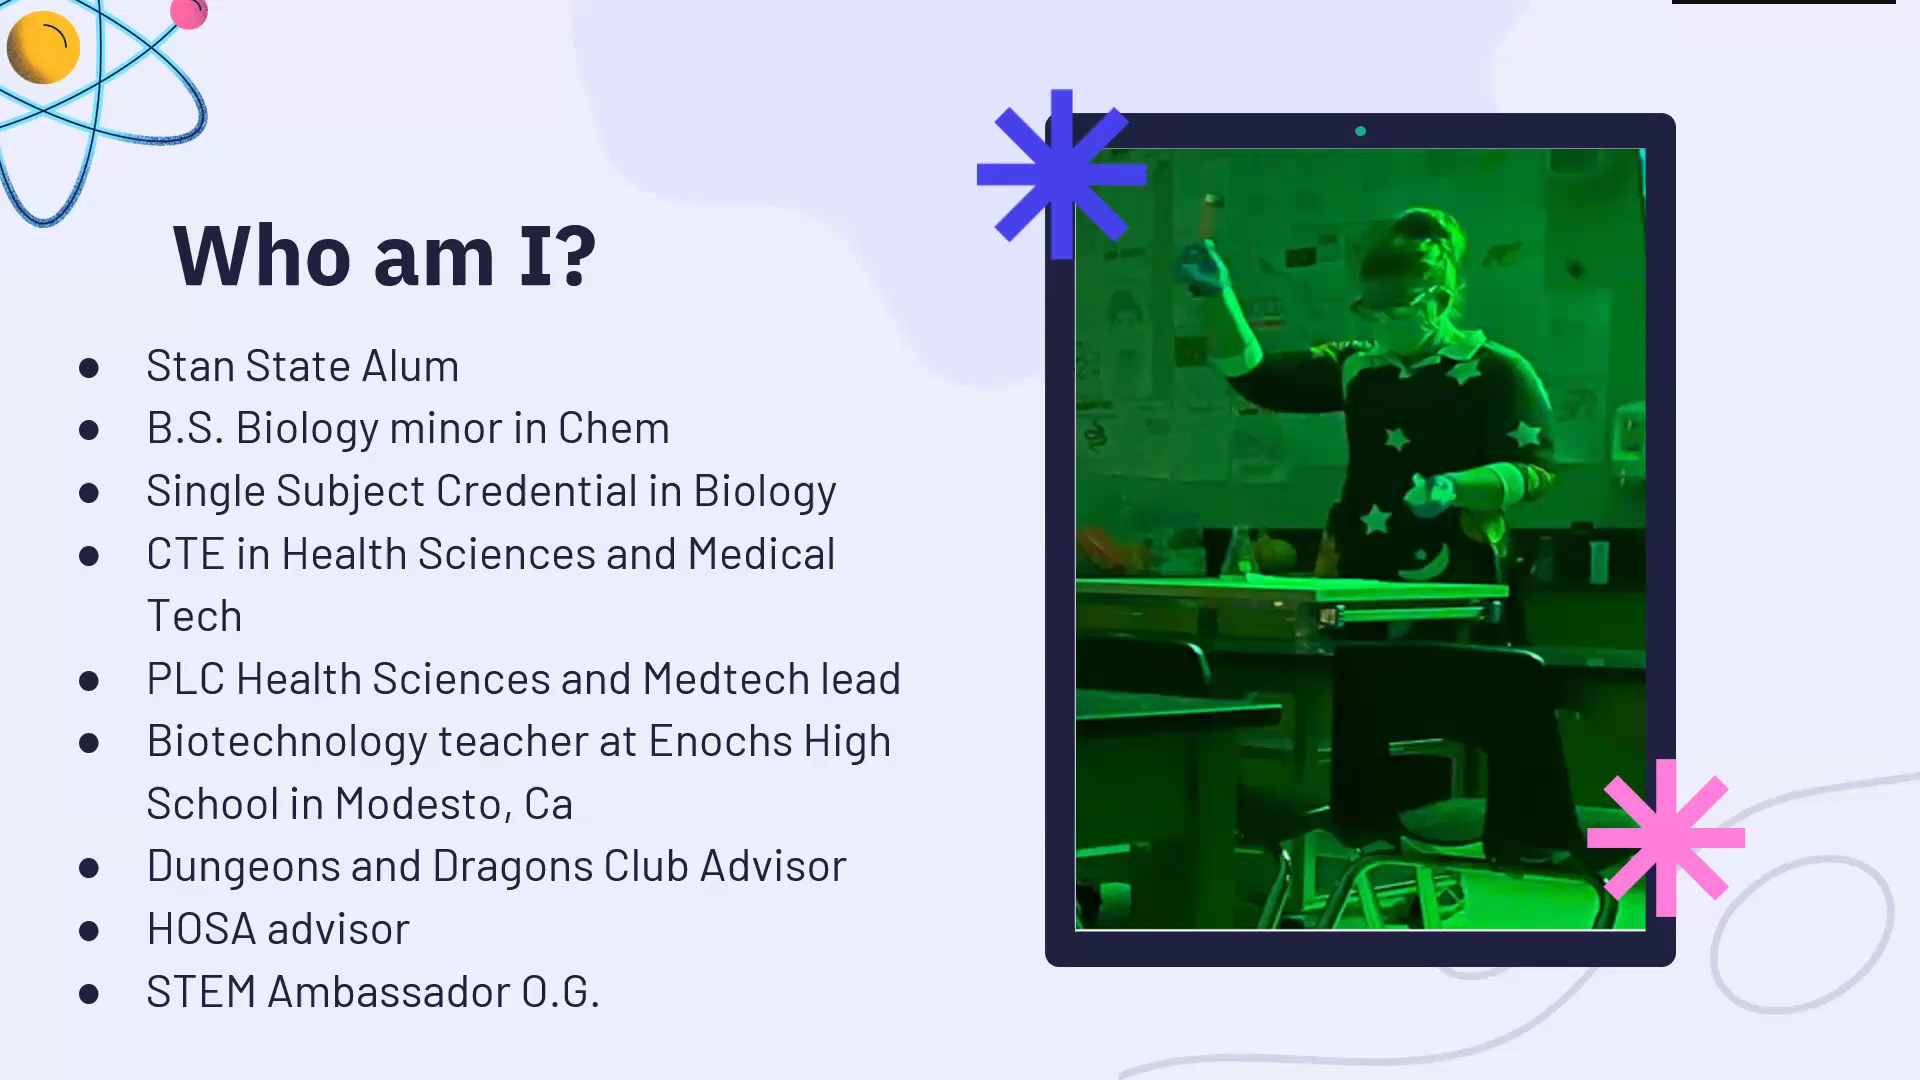 Who am I?
● Stan State Alum
● B.S. Biology minor in Chem
● Single Subject Credential in Biology
● CTE in Health Sciences and Medical
Tech
● PLC Health Sciences and Medtech lead
● Biotechnology teacher at Enochs High
School in Modesto, Ca
● Dungeons and Dragons Club Advisor
● HOSA advisor
● STEM Ambassador O.G.